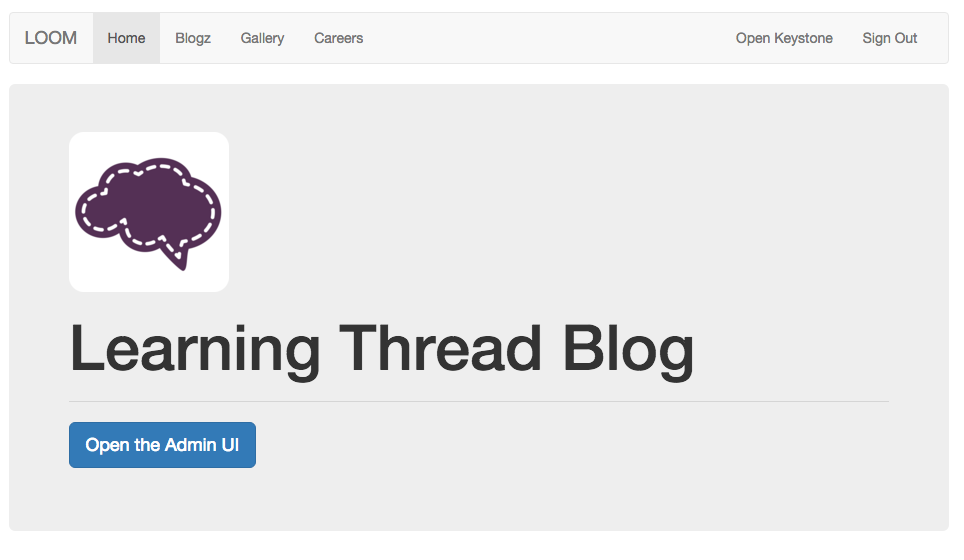 LOOM Home Blogz Gallery Careers Open Keystone Sign Out
Learning Thread Blog
Open the Admin UI